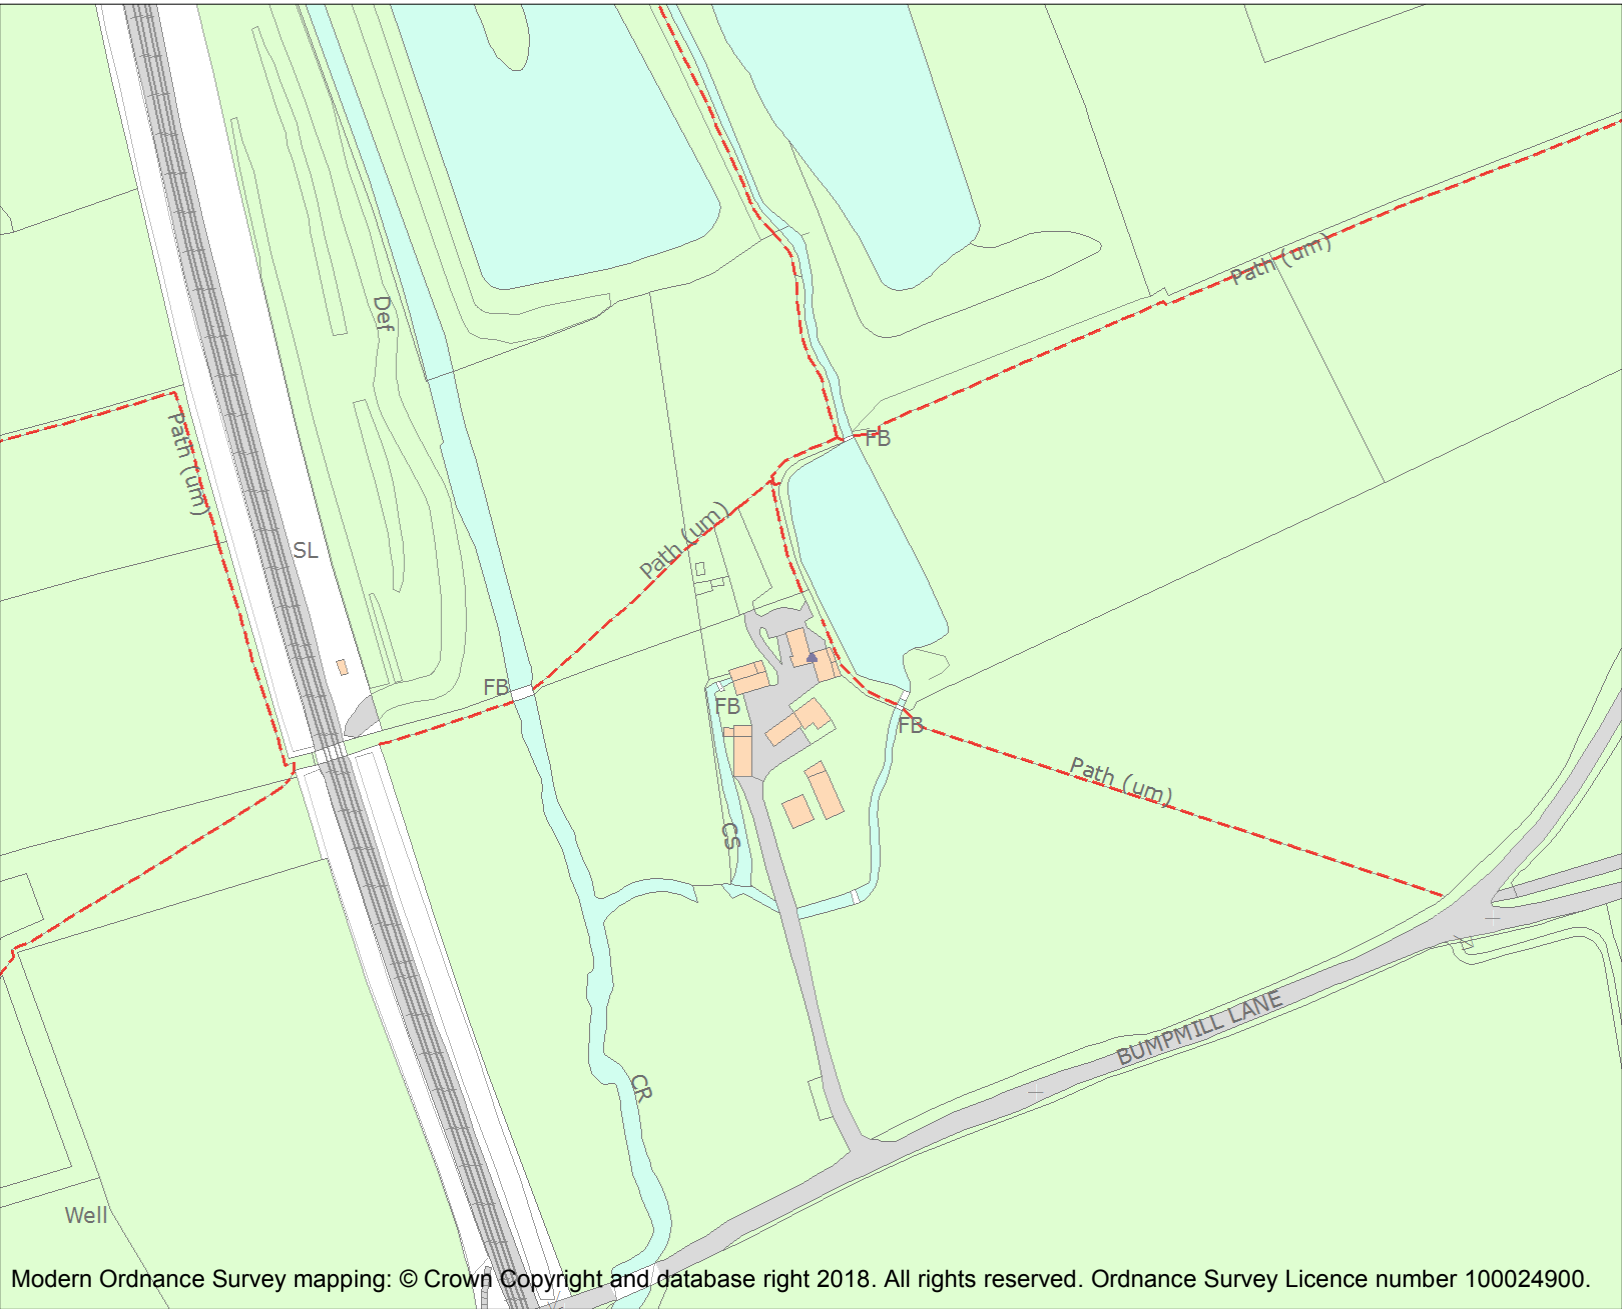 Path (um)
Def
Path (um)
FB
Path (um)
SL
FB
FB
FB
Path (um)
CS
BUMPMILL LANE
CR
Well
Modern Ordnance Survey mapping: © Crown Copyright and database right 2018. All rights reserved. Ordnance Survey Licence number 100024900.